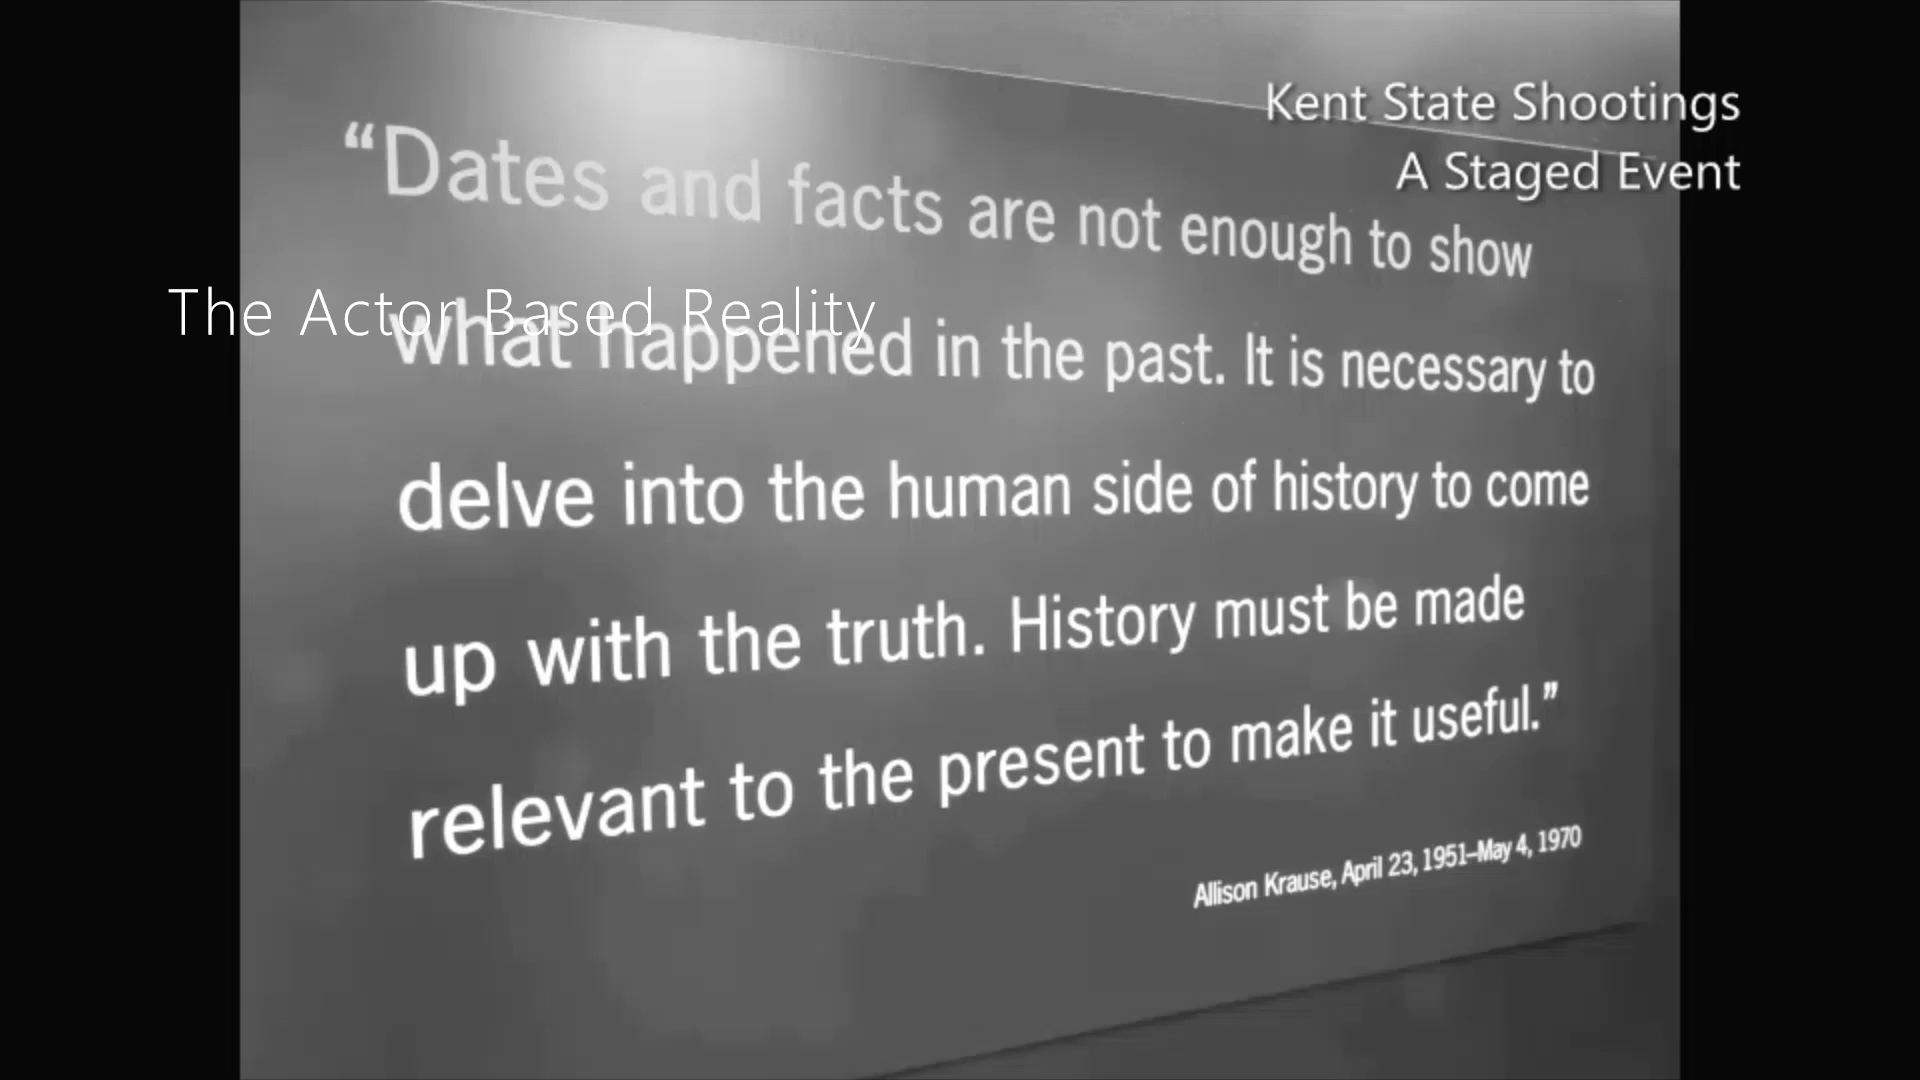 Kent State Shootings
A Staged Event
The Actor Based Reality
“Dates and facts are not enough to show
what happened in the past. It is necessary to
delve into the human side of history to come
up with the truth. History must be made
relevant to the present to make it useful.”
Allison Krause, April 23, 1951–May 4, 1970